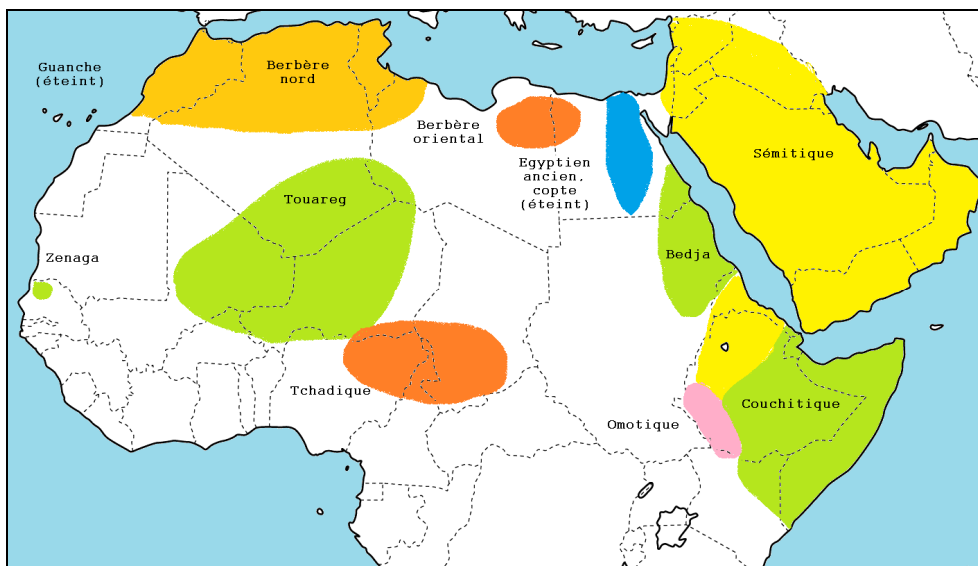 Guanche
(éteint)
Berbère
nord
Berbère
oriental
Egyptien
ancien,
copte
(éteint)
Sémitique
Touareg
Zenaga
Bedja
Tchadique
Omotique
Couchitique